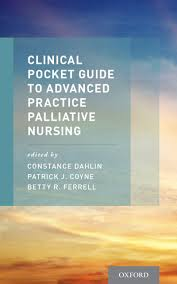 CLINICAL
POCKET GUIDE
TO ADVANCED
PRACTICE
PALLIATIVE
NURSING
edited by
CONSTANCE DAHLIN
PATRICK J. COYNE
BETTY R. FERRELL
OXFORD